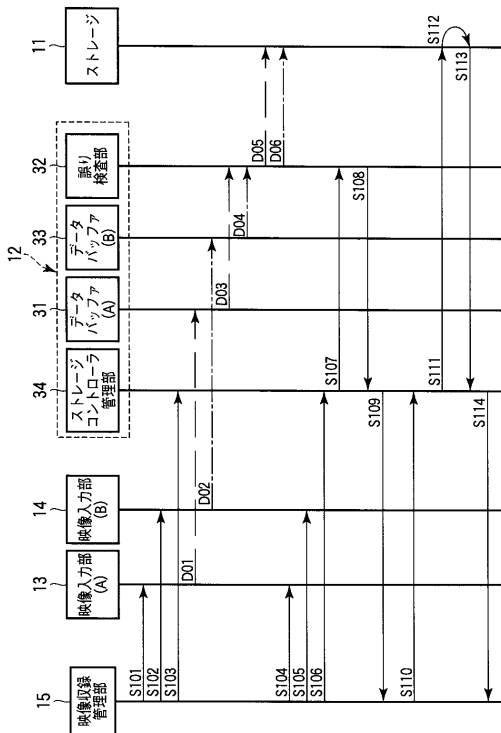 12
15
13
14
34
31
33
32
11
映像収録
管理部
映像入力部
(A)
映像入力部
(B)
ストレージ
コントローラ
管理部
データ
バッファ
(A)
データ
バッファ
(B)
誤り
検査部
ストレージ
S101
S102
S103
D01
D02
D03
D04
D05
D06
S104
S105
S106
S107
S108
S109
S110
S111
S112
S113
S114